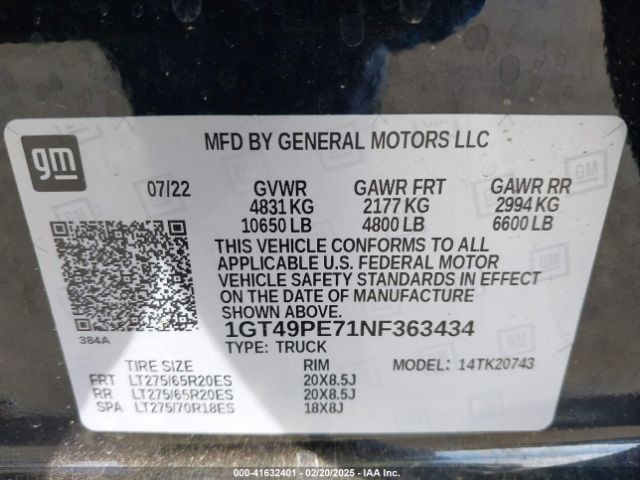 gm
MFD BY GENERAL MOTORS LLC
07/22 GVWR GAWR FRT GAWR RR
4831 KG 2177 KG 2994 KG
10650 LB 4800 LB 6600 LB
THIS VEHICLE CONFORMS TO ALL
APPLICABLE U.S. FEDERAL MOTOR
VEHICLE SAFETY STANDARDS IN EFFECT
ON THE DATE OF MANUFACTURE
SHOWN ABOVE.
1GT49PE71NF363434
384A
TYPE: TRUCK MODEL: 14TK20743
TIRE SIZE RIM
FRT LT275/65R20ES 20X8.5J
RR LT275/65R20ES 20X8.5J
SPA LT275/70R18ES 18X8J
000-41632401 - 02/20/2025 - IAA Inc.